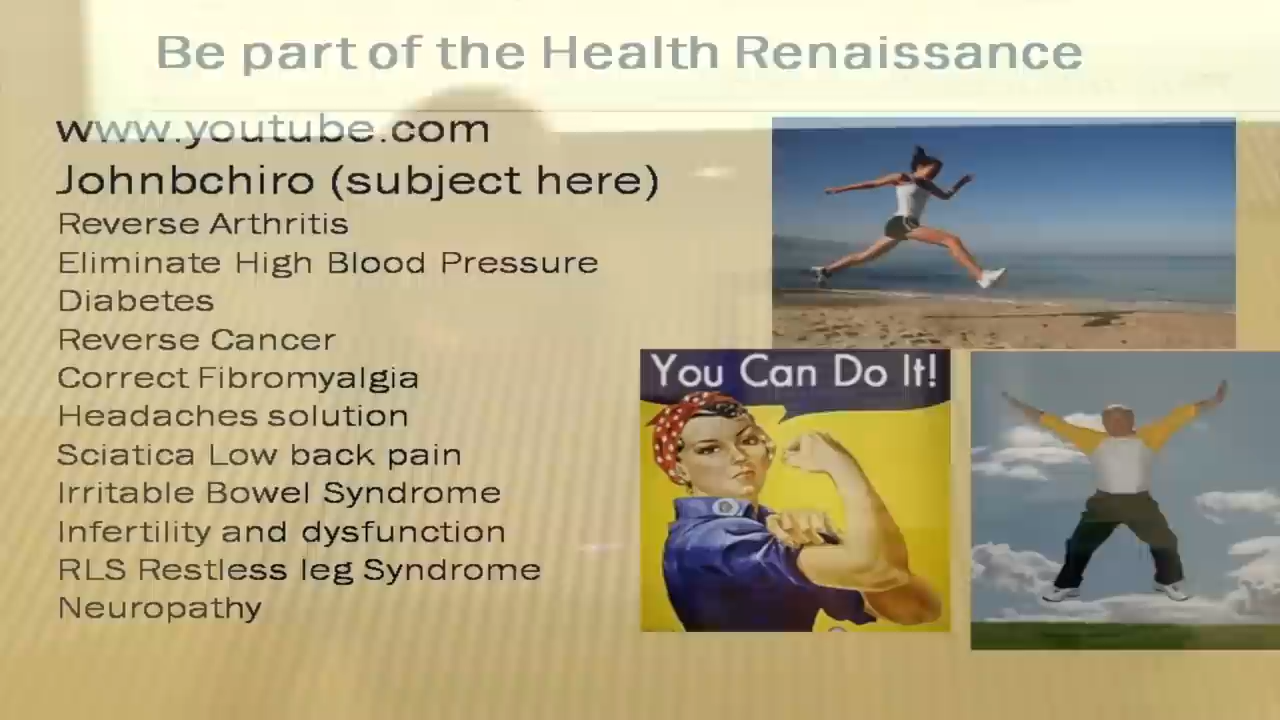 Be part of the Health Renaissance
www.youtube.com
Johnbchiro (subject here)
Reverse Arthritis
Eliminate High Blood Pressure
Diabetes
Reverse Cancer
Correct Fibromyalgia
Headaches solution
Sciatica Low back pain
Irritable Bowel Syndrome
Infertility and dysfunction
RLS Restless leg Syndrome
Neuropathy
You Can Do It!